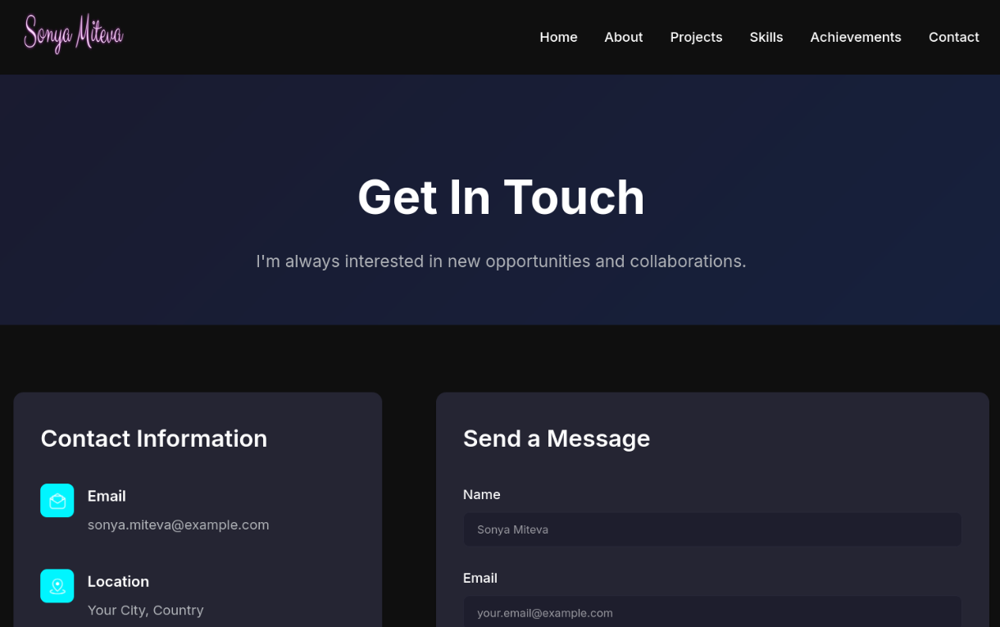 Sonya Miteva
Home About Projects Skills Achievements Contact
Get In Touch
I'm always interested in new opportunities and collaborations.
Contact Information
Email
sonya.miteva@example.com
Location
Your City, Country
Send a Message
Name
Sonya Miteva
Email
your.email@example.com